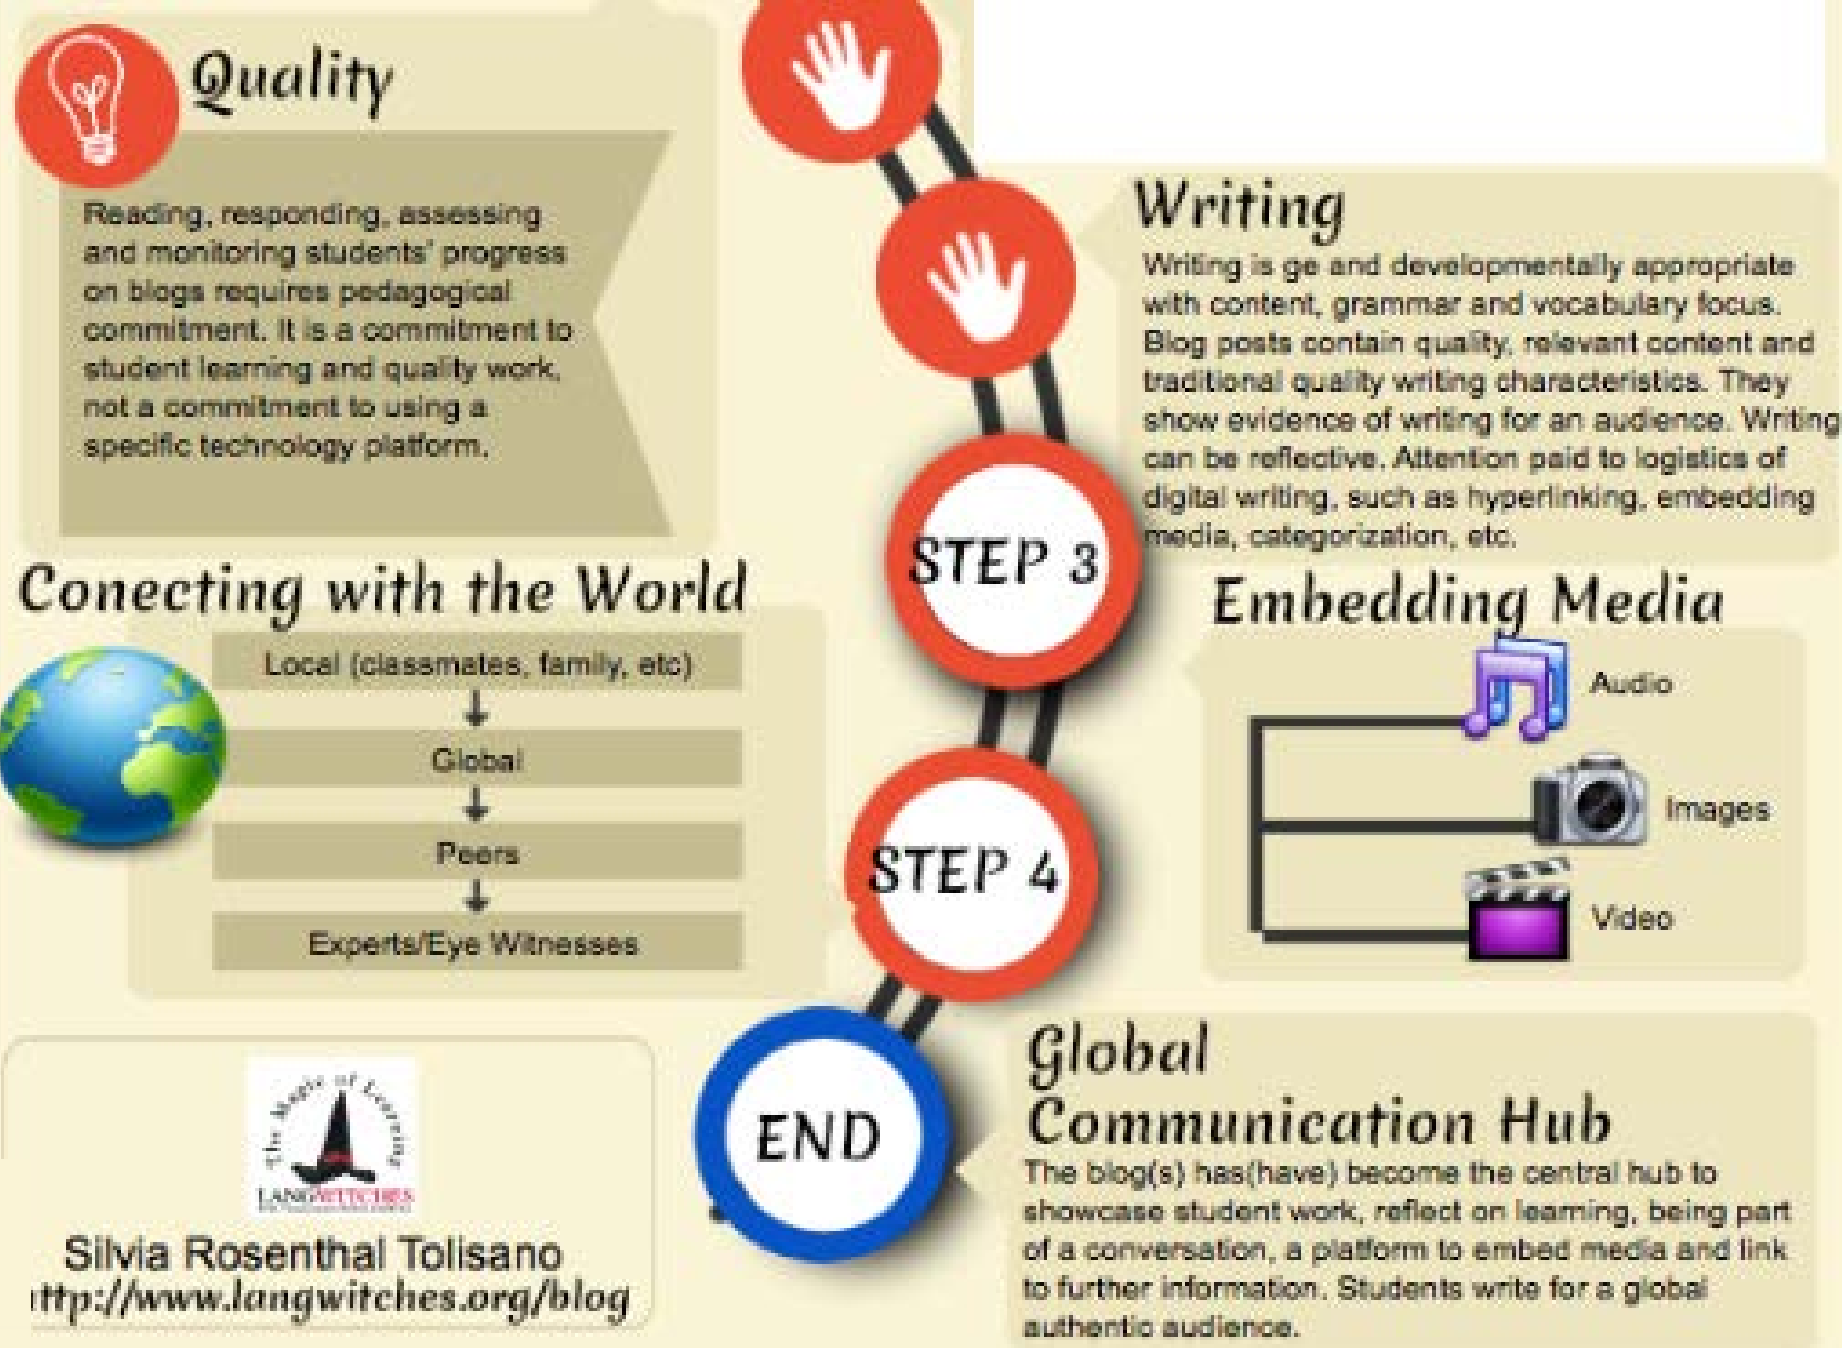 Quality
Reading, responding, assessing
and monitoring students' progress
on blogs requires pedagogical
commitment. It is a commitment to
student learning and quality work,
not a commitment to using a
specific technology platform.
Writing
Writing is ge and developmentally appropriate
with content, grammar and vocabulary focus.
Blog posts contain quality, relevant content and
traditional quality writing characteristics. They
show evidence of writing for an audience. Writing
can be reflective. Attention paid to logistics of
digital writing, such as hyperlinking, embedding
media, categorization, etc.
STEP 3
Conecting with the World
Local (classmates, family, etc)
Global
Peers
Experts/Eye Witnesses
Embedding Media
Audio
Images
Video
STEP 4
END
Global
Communication Hub
The blog(s) has(have) become the central hub to
showcase student work, reflect on learning, being part
of a conversation, a platform to embed media and link
to further information. Students write for a global
authentic audience.
The Magic of Learning
LANGWITCHES
Silvia Rosenthal Tolisano
ttp://www.langwitches.org/blog